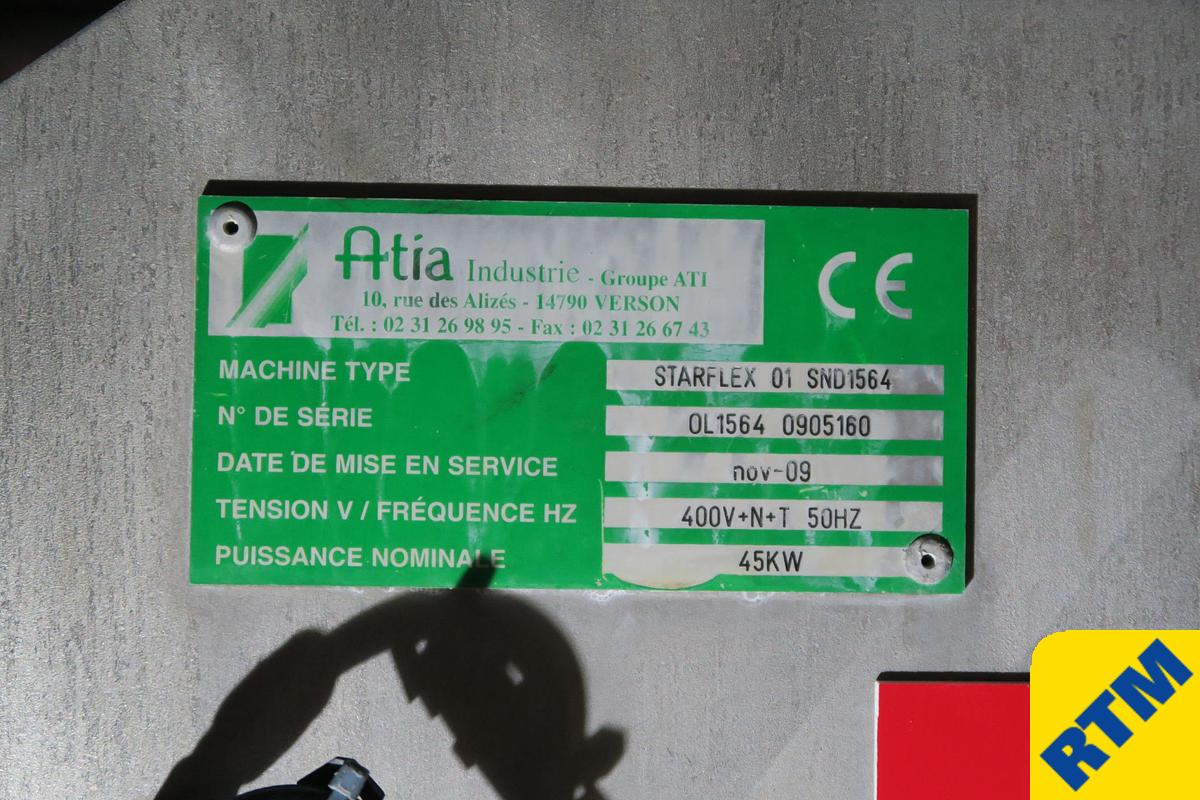 Atia Industrie - Groupe ATI
10, rue des Alizés - 14790 VERSON
Tél. : 02 31 26 98 95 - Fax : 02 31 26 67 43
CE
MACHINE TYPE STARFLEX 01 SND1564
N° DE SÉRIE OL1564 0905160
DATE DE MISE EN SERVICE nov-09
TENSION V / FRÉQUENCE HZ 400V+N+T 50HZ
PUISSANCE NOMINALE 45KW
RTM